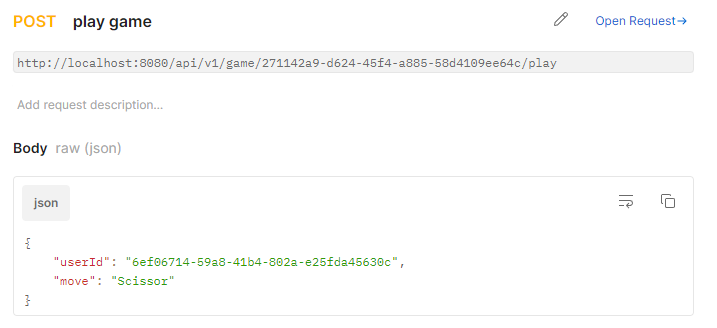 POST play game
Open Request→
http://localhost:8080/api/v1/game/271142a9-d624-45f4-a885-58d4109ee64c/play
Add request description...
Body raw (json)
json
{
    "userId": "6ef06714-59a8-41b4-802a-e25fda45630c",
    "move": "Scissor"
}